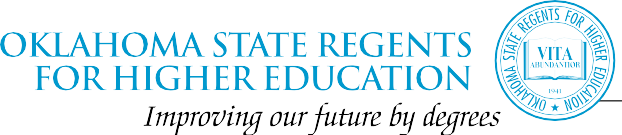 OKLAHOMA STATE REGENTS
FOR HIGHER EDUCATION
Improving our future by degrees
OKLAHOMA STATE REGENTS FOR HIGHER EDUCATION
VITA
ABUNDANTIOR
1941